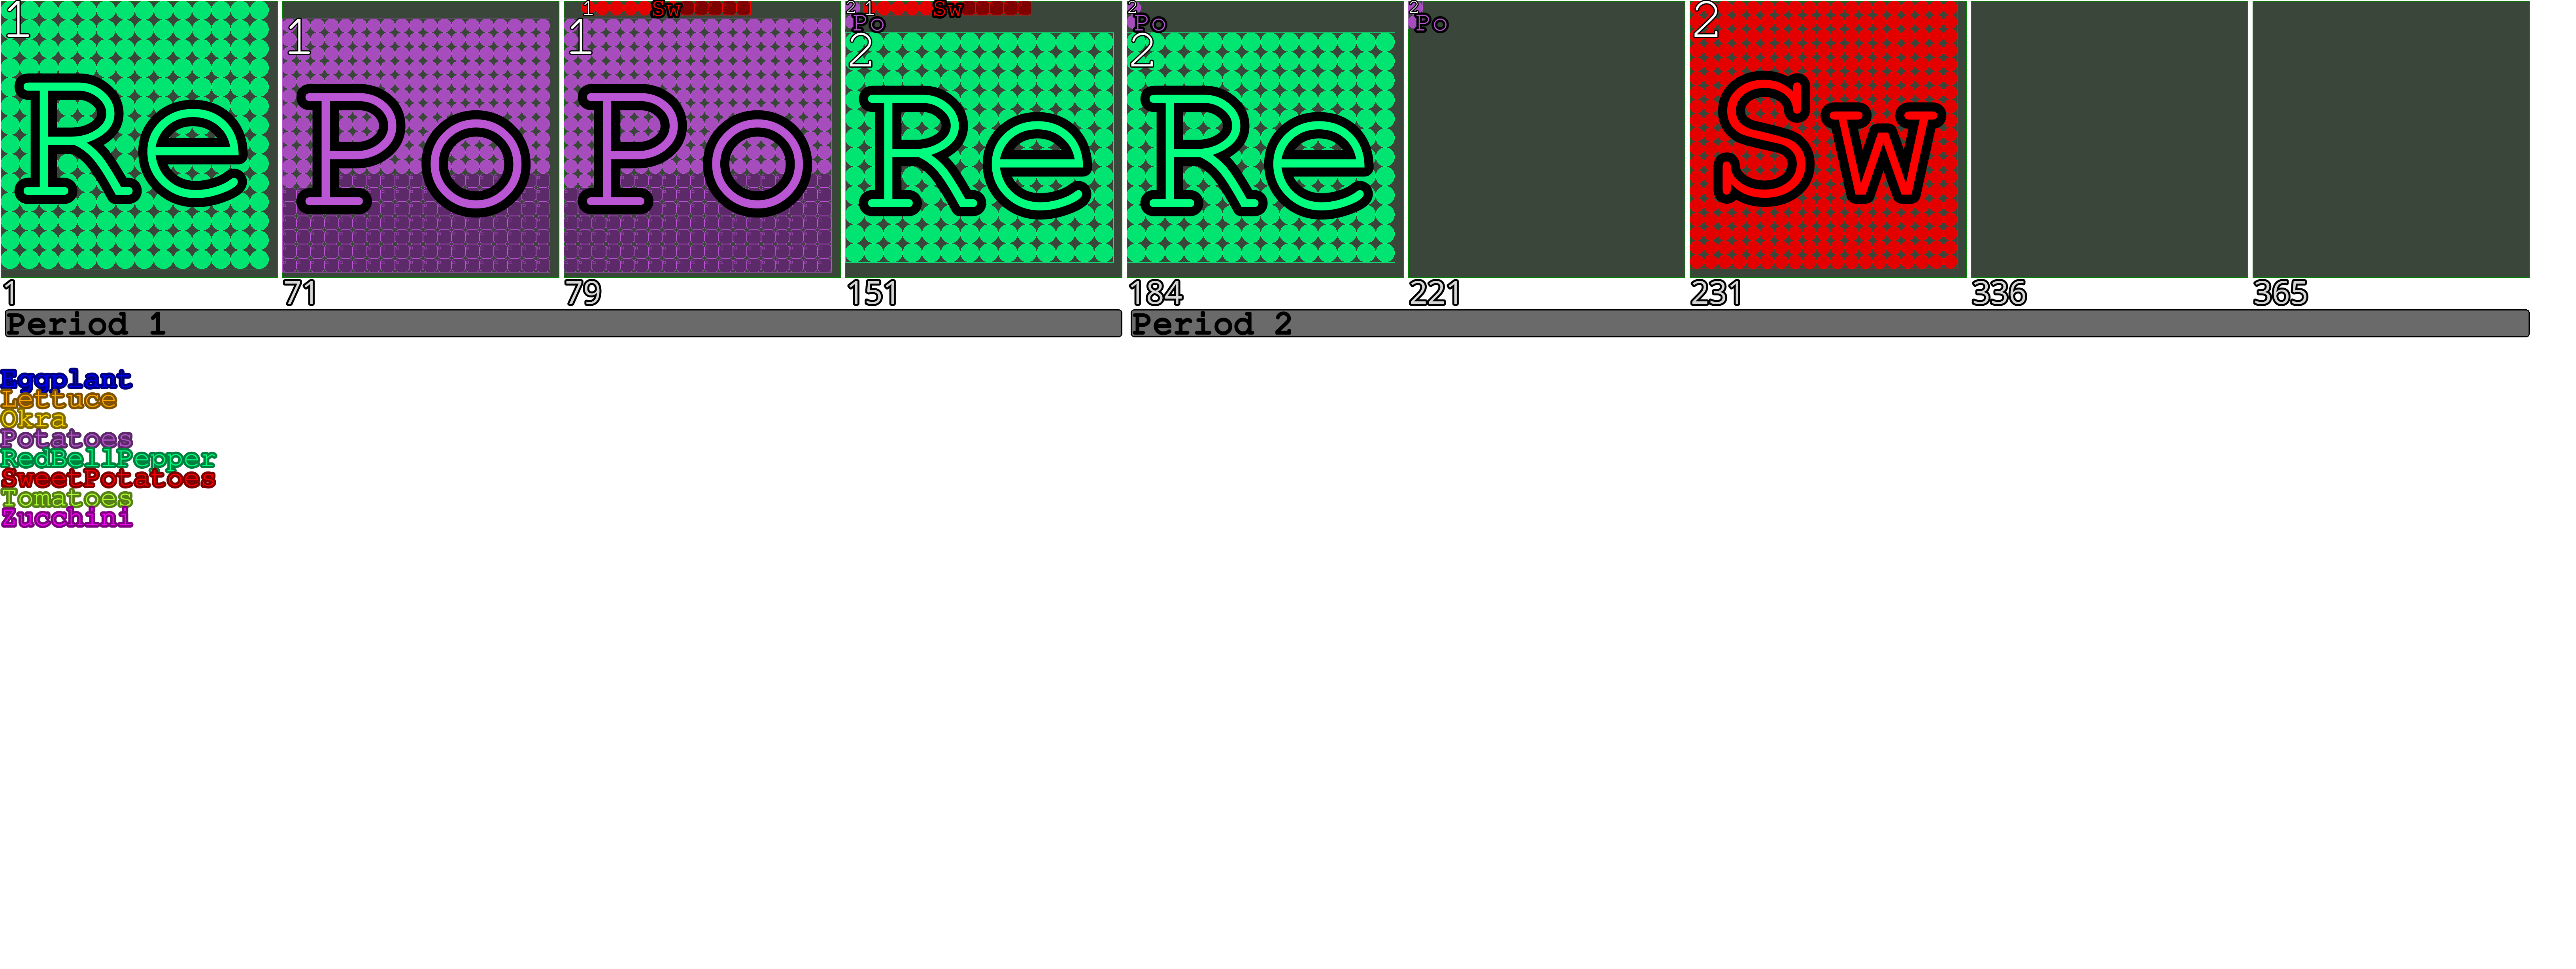 1 Re
1 Po
1 Sw
1 Po
2 Po
1 Sw
2 Re
2 Po
2 Re
2 Po
2 Sw
1 71 79 151 184 221 231 336 365
Period 1 Period 2
Eggplant
Lettuce
Okra
Potatoes
RedBellPepper
SweetPotatoes
Tomatoes
Zucchini